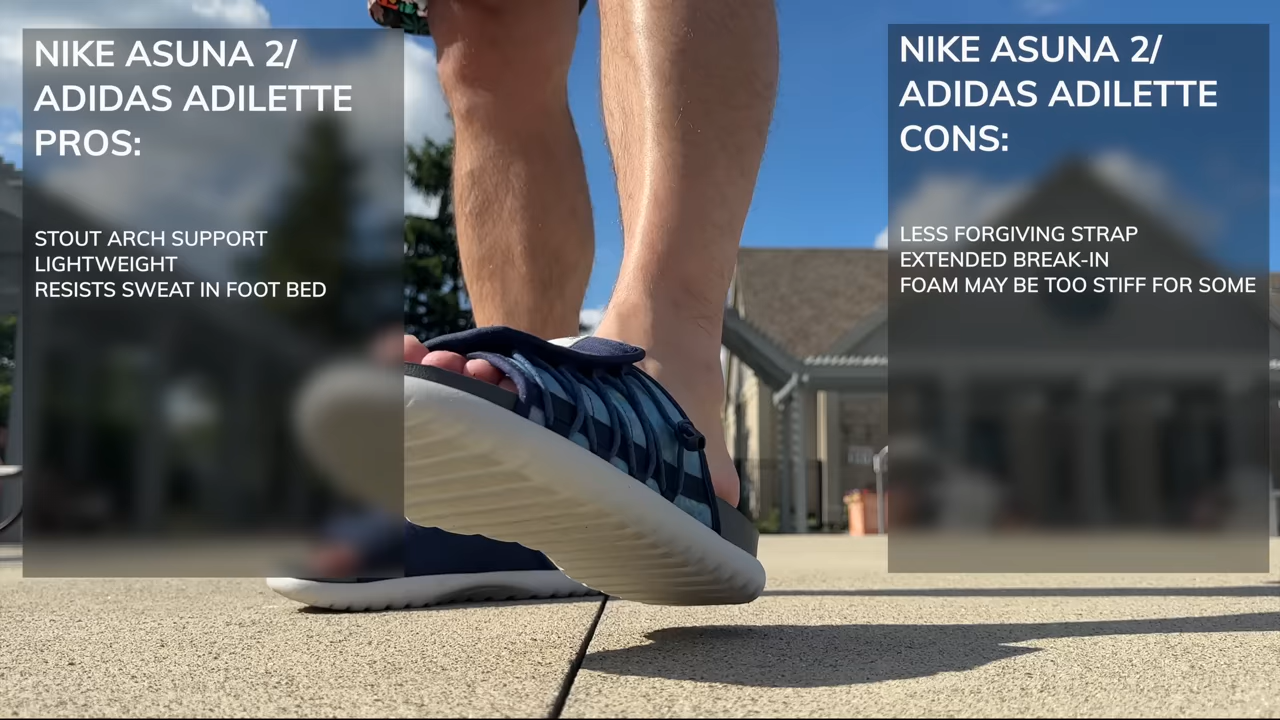 NIKE ASUNA 2/
ADIDAS ADILETTE
PROS:
STOUT ARCH SUPPORT
LIGHTWEIGHT
RESISTS SWEAT IN FOOT BED
NIKE ASUNA 2/
ADIDAS ADILETTE
CONS:
LESS FORGIVING STRAP
EXTENDED BREAK-IN
FOAM MAY BE TOO STIFF FOR SOME